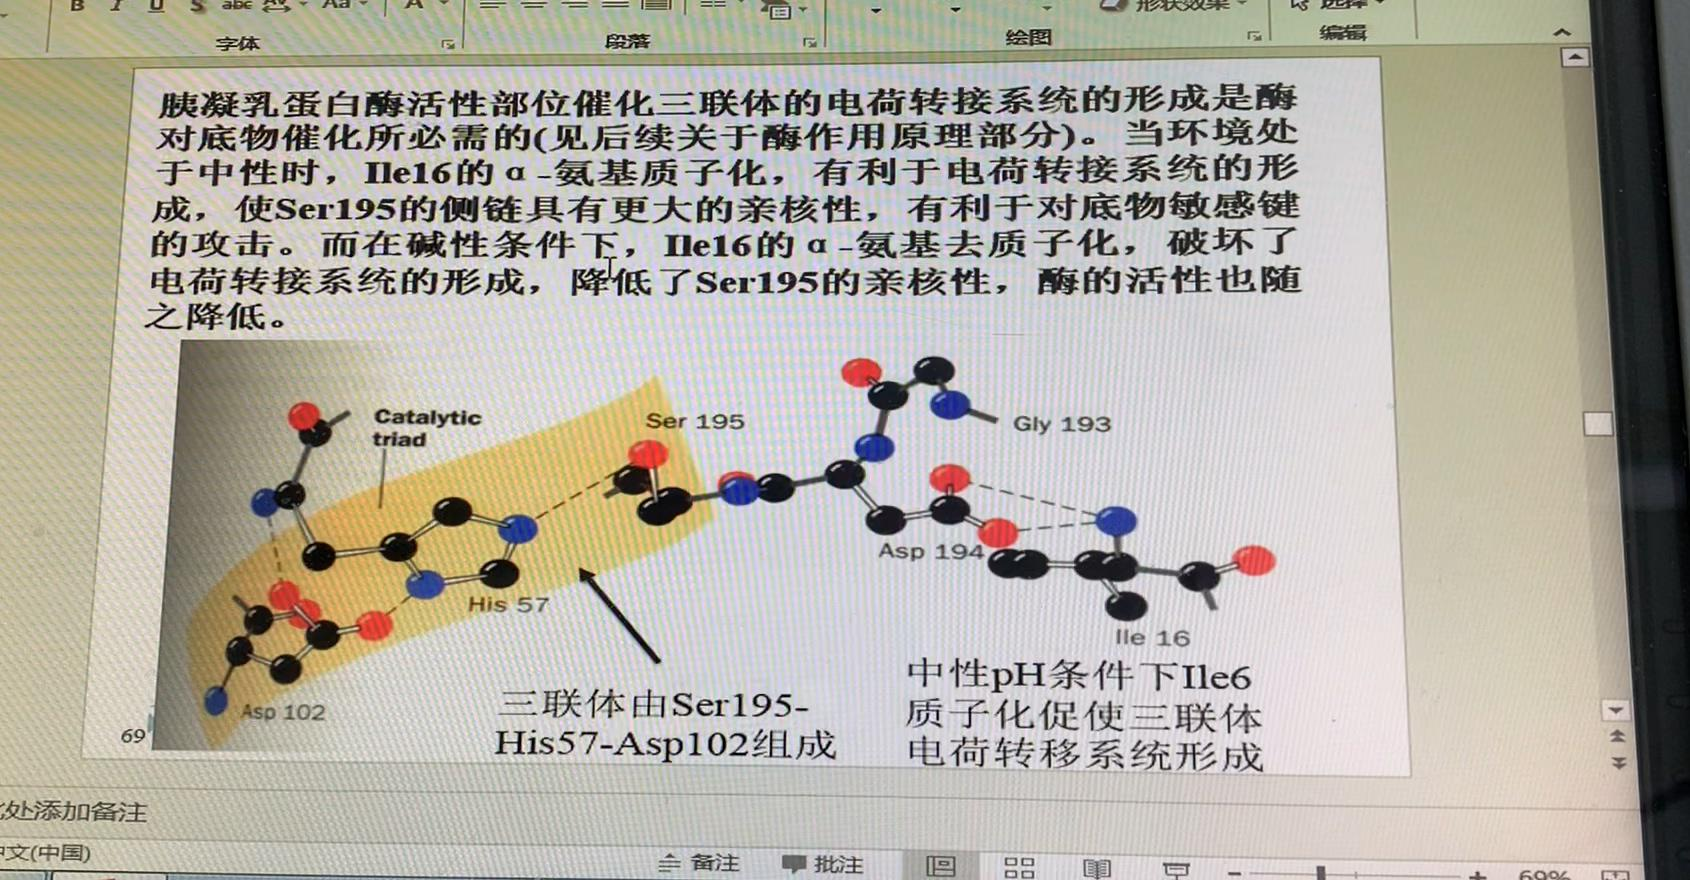 B I U S abc AV Aa A 形状效果 选择
字体 段落 绘图 编辑
胰凝乳蛋白酶活性部位催化三联体的电荷转接系统的形成是酶
对底物催化所必需的(见后续关于酶作用原理部分)。当环境处
于中性时，Ile16的α-氨基质子化，有利于电荷转接系统的形
成，使Ser195的侧链具有更大的亲核性，有利于对底物敏感键
的攻击。而在碱性条件下，Ile16的α-氨基去质子化，破坏了
电荷转接系统的形成，降低了Ser195的亲核性，酶的活性也随
之降低。
Catalytic
triad
Ser 195
Gly 193
Asp 194
His 57
Ile 16
Asp 102
三联体由Ser195-
His57-Asp102组成
中性pH条件下Ile6
质子化促使三联体
电荷转移系统形成
69
处添加备注
中文(中国)
备注 批注 69%